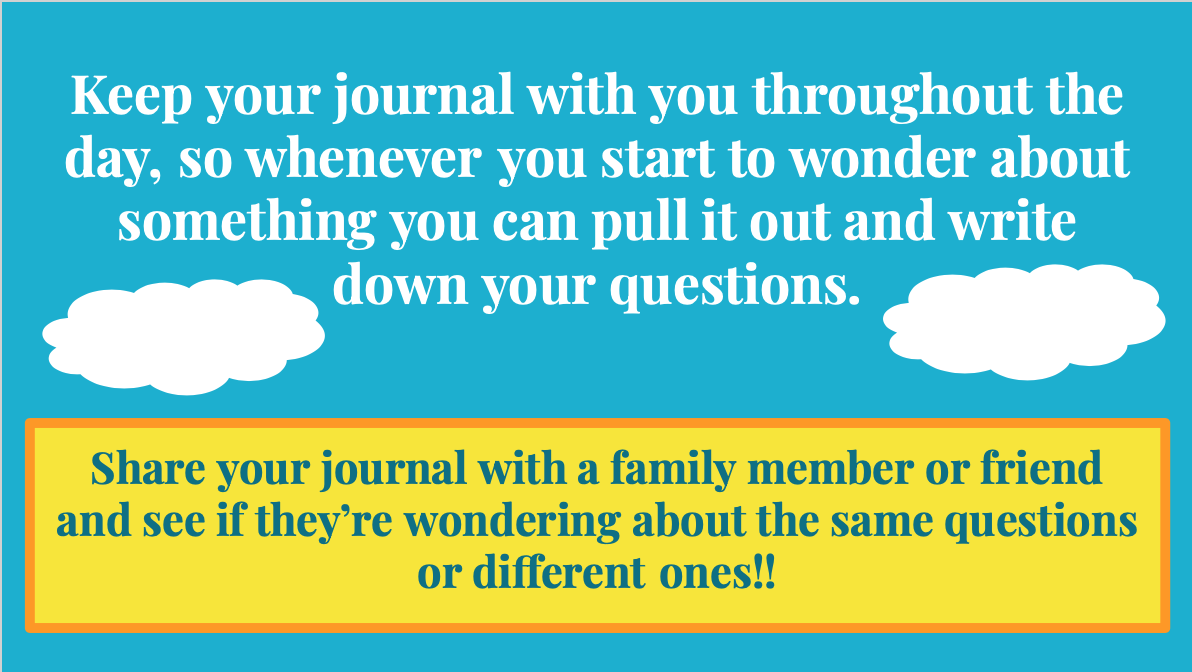 Keep your journal with you throughout the
day, so whenever you start to wonder about
something you can pull it out and write
down your questions.
Share your journal with a family member or friend
and see if they’re wondering about the same questions
or different ones!!